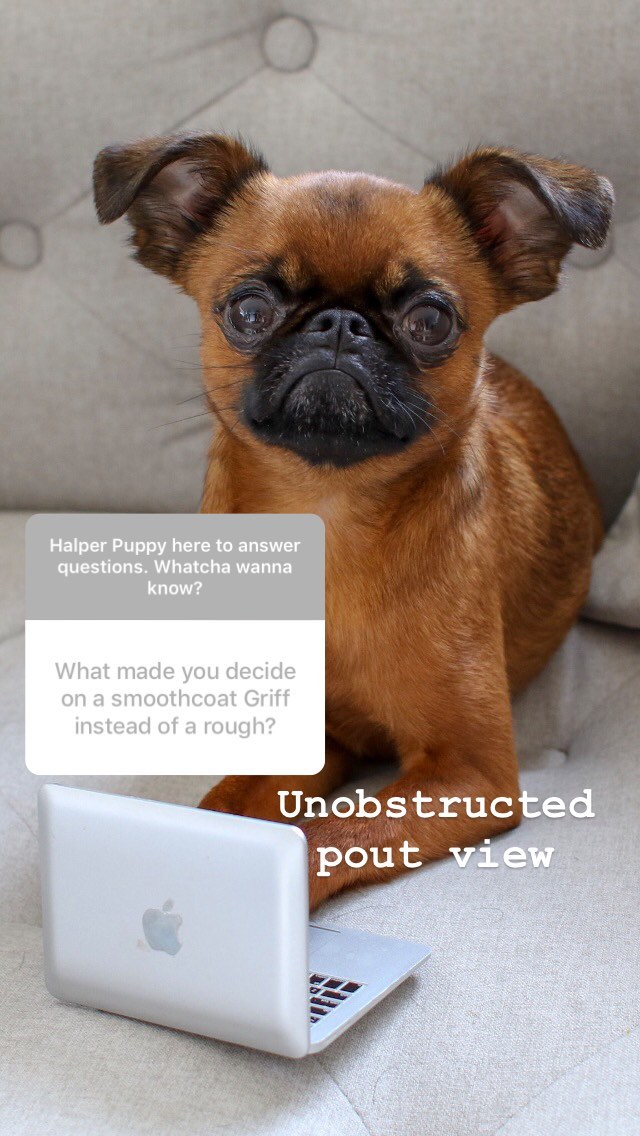 Halper Puppy here to answer
questions. Whatcha wanna
know?
What made you decide
on a smoothcoat Griff
instead of a rough?
Unobstructed
pout view